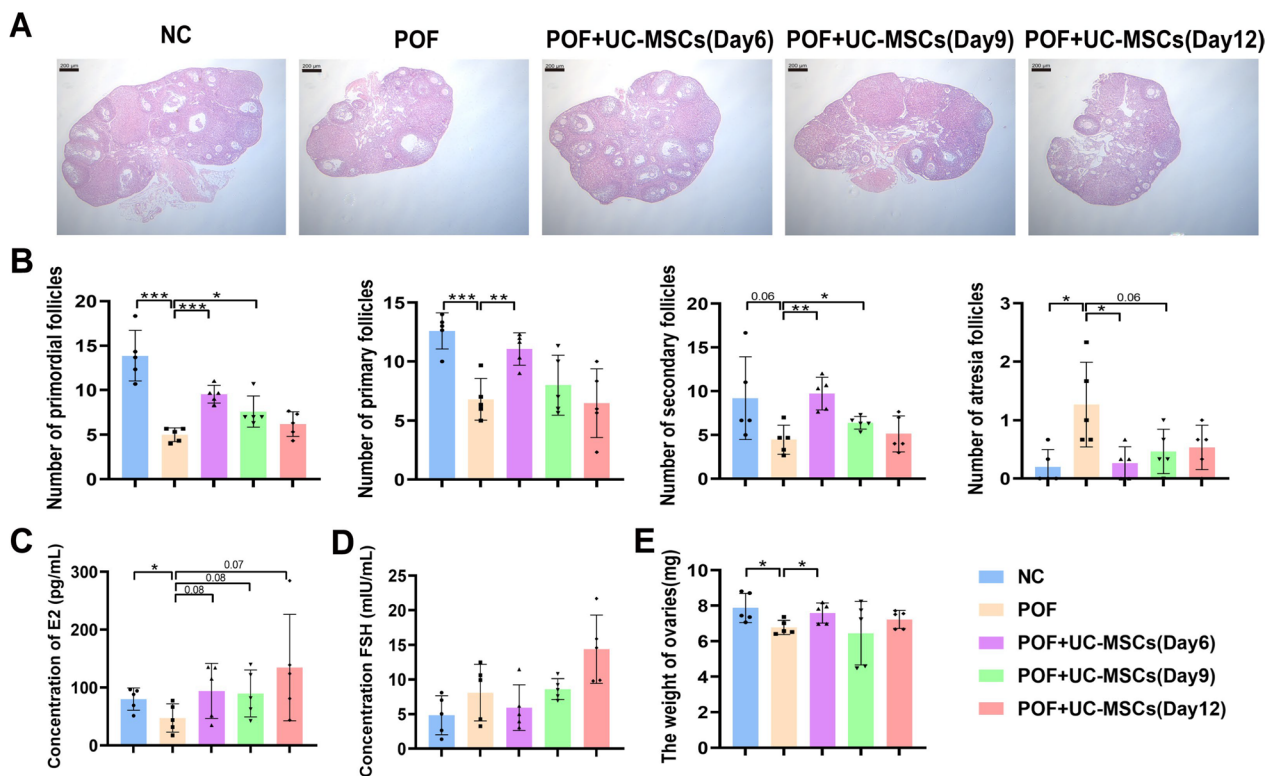 A
NC
POF
POF+UC-MSCs(Day6)
POF+UC-MSCs(Day9)
POF+UC-MSCs(Day12)
200 μm
200 μm
200 μm
200 μm
200 μm
B
Number of primordial follicles
20
15
10
5
0
***
***
*
Number of primary follicles
15
10
5
0
***
**
Number of secondary follicles
20
15
10
5
0
0.06
**
*
Number of atresia follicles
3
2
1
0
*
*
0.06
C
Concentration of E2 (pg/mL)
300
200
100
0
*
0.08
0.08
0.07
D
Concentration FSH (mIU/mL)
25
20
15
10
5
0
E
The weight of ovaries(mg)
10
8
6
4
2
0
*
*
NC
POF
POF+UC-MSCs(Day6)
POF+UC-MSCs(Day9)
POF+UC-MSCs(Day12)